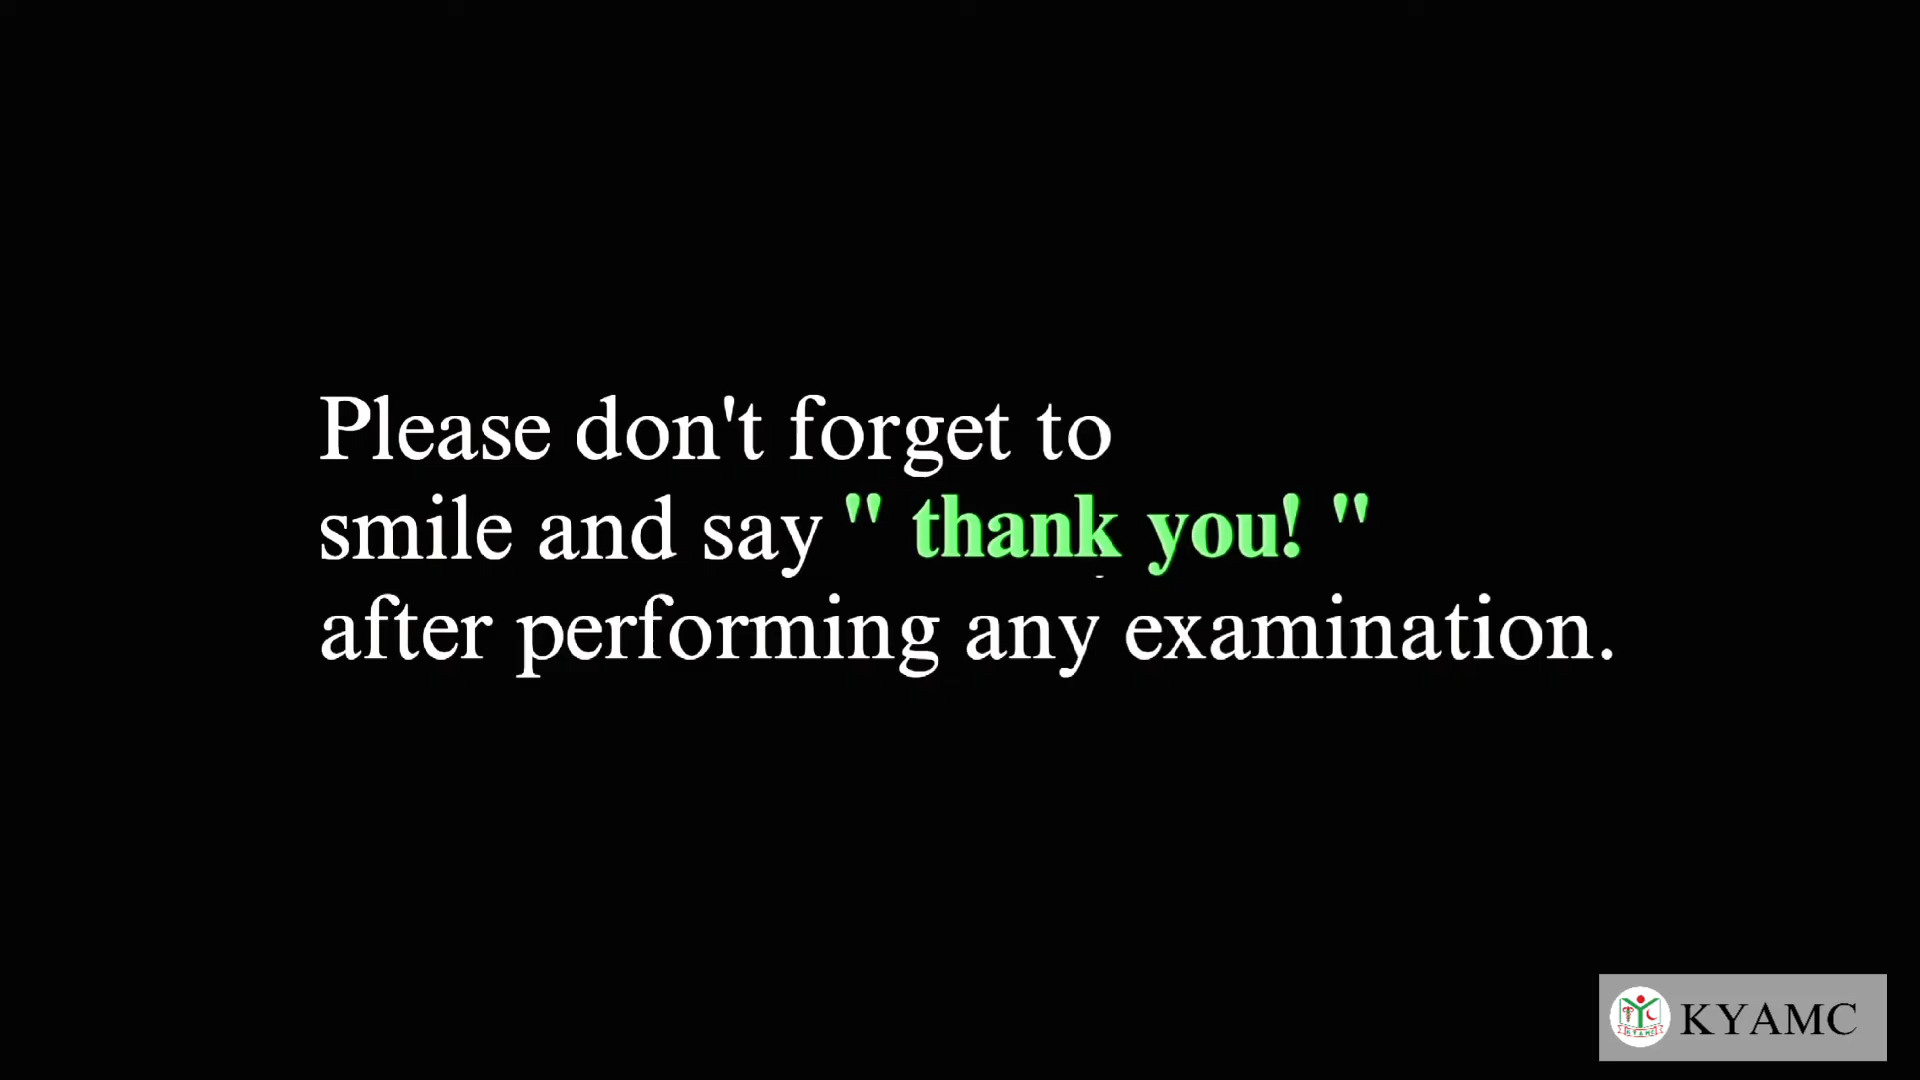 Please don't forget to
smile and say " thank you! "
after performing any examination.
KYAMC